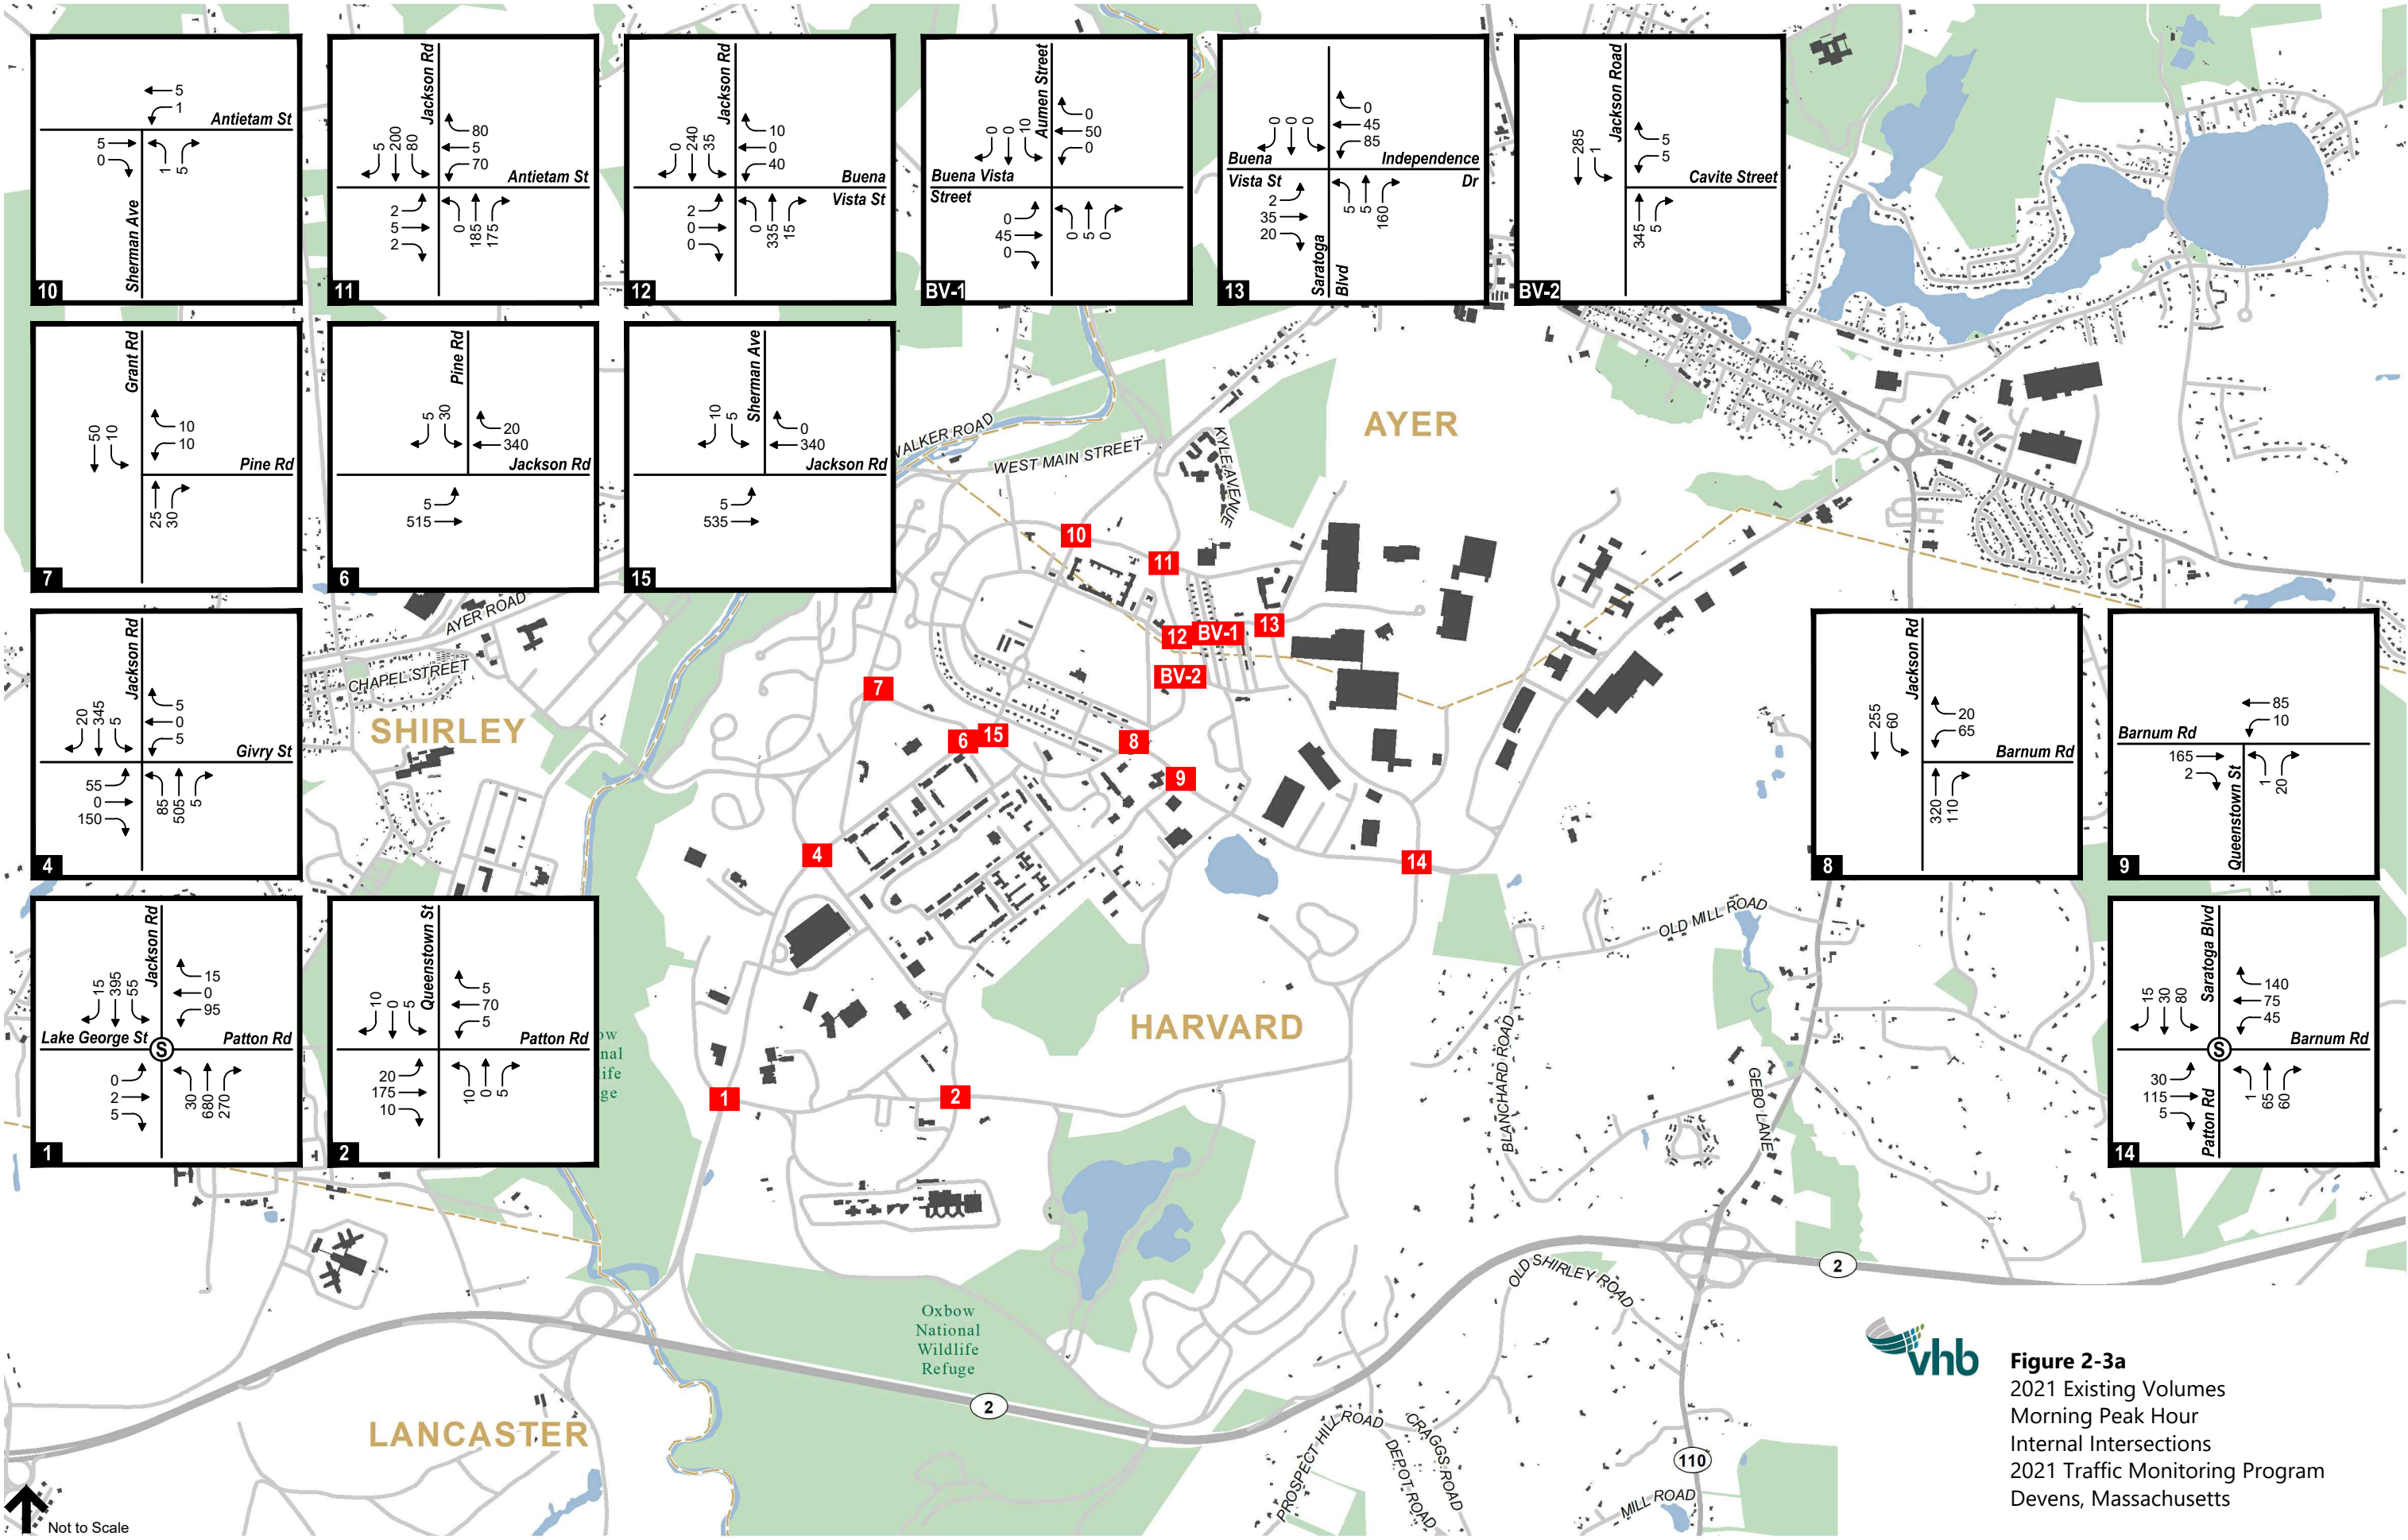 5
1
Antietam St
5
0
1
5
Sherman Ave
10
Jackson Rd
5
200
80
80
5
70
Antietam St
2
5
2
0
185
175
11
Jackson Rd
0
240
35
10
0
40
Buena
Vista St
2
0
0
0
335
15
12
Aumen Street
0
0
10
0
50
0
Buena Vista
Street
0
45
0
0
5
0
BV-1
0
0
0
0
45
85
Buena
Vista St
Independence
Dr
2
35
20
5
5
160
Saratoga
Blvd
13
Jackson Road
285
1
5
5
Cavite Street
345
5
BV-2
Grant Rd
50
10
10
10
Pine Rd
25
30
7
Pine Rd
5
30
20
340
Jackson Rd
5
515
6
Sherman Ave
10
5
0
340
Jackson Rd
5
535
15
Jackson Rd
20
345
5
5
0
5
Givry St
55
0
150
85
505
5
4
Jackson Rd
255
60
20
65
Barnum Rd
320
110
8
85
10
Barnum Rd
165
2
1
20
Queenstown St
9
Jackson Rd
15
395
55
15
0
95
Lake George St
S
Patton Rd
0
2
5
30
680
270
1
Queenstown St
10
0
5
5
70
5
Patton Rd
20
175
10
10
0
5
2
Saratoga Blvd
15
30
80
140
75
45
Barnum Rd
S
30
115
5
1
65
60
Patton Rd
14
AYER
WALKER ROAD
WEST MAIN STREET
KYLE AVENUE
10
11
12
BV-1
13
BV-2
7
6
15
8
9
4
14
1
2
AYER ROAD
CHAPEL STREET
SHIRLEY
HARVARD
OLD MILL ROAD
BLANCHARD ROAD
GEBO LANE
OLD SHIRLEY ROAD
ow
nal
ife
ge
Oxbow
National
Wildlife
Refuge
2
2
110
LANCASTER
PROSPECT HILL ROAD
CRAGGS ROAD
DEPOT ROAD
MILL ROAD
Not to Scale
vhb
Figure 2-3a
2021 Existing Volumes
Morning Peak Hour
Internal Intersections
2021 Traffic Monitoring Program
Devens, Massachusetts